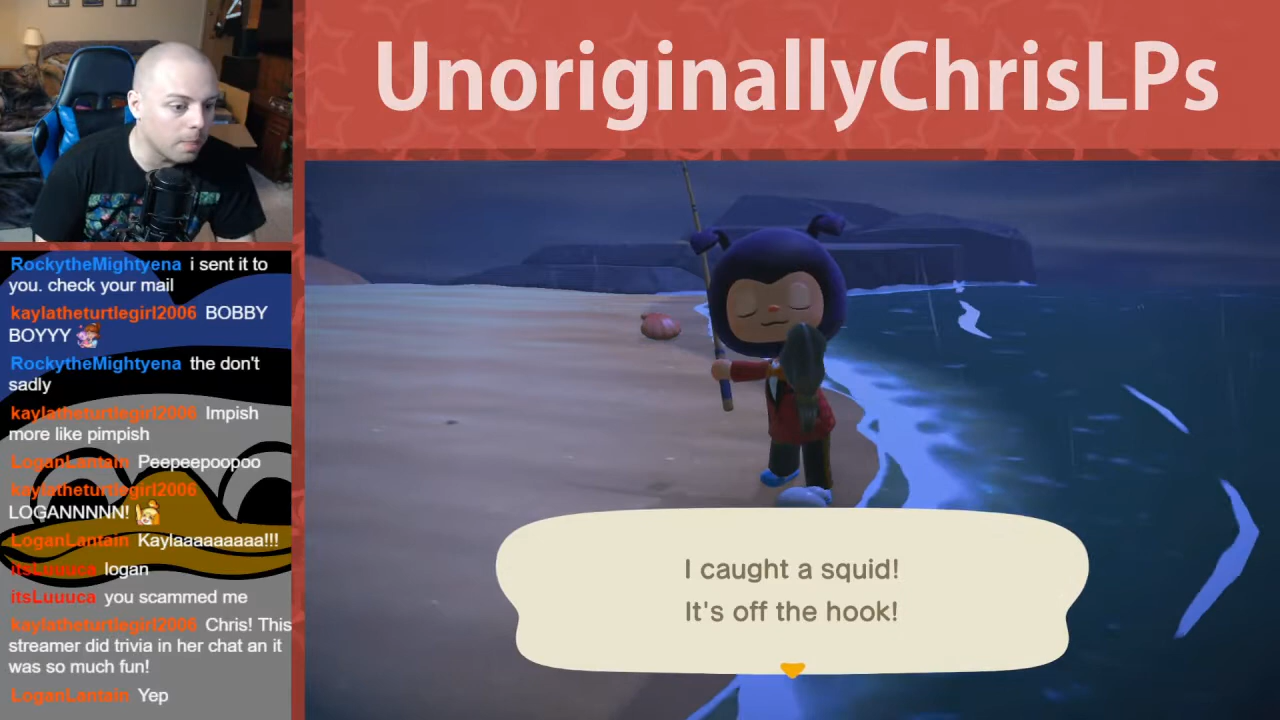 UnoriginallyChrisLPs
RockytheMightyena i sent it to
you. check your mail
kaylatheturtlegirl2006 BOBBY
BOYYY
RockytheMightyena the don't
sadly
kaylatheturtlegirl2006 Impish
more like pimpish
LoganLantain Peepeepoopoo
kaylatheturtlegirl2006
LOGANNNNN!
LoganLantain Kaylaaaaaaaaa!!!
itsLuuuca logan
itsLuuuca you scammed me
kaylatheturtlegirl2006 Chris! This
streamer did trivia in her chat an it
was so much fun!
LoganLantain Yep
I caught a squid!
It's off the hook!